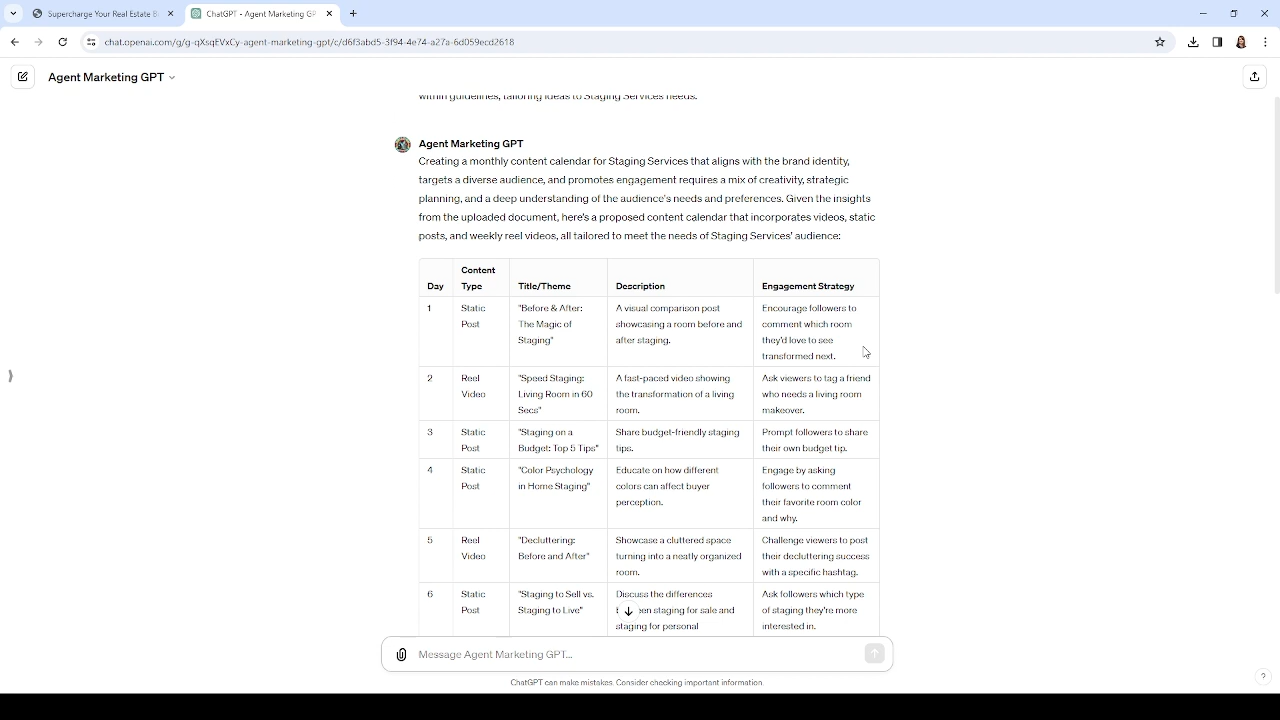 Supercharge Your Real Estate B
ChatGPT - Agent Marketing GP
chat.openai.com/g/g-qXsqEVxCy-agent-marketing-gpt/c/d6f3abd5-3f94-4e74-a27a-6d059ecd2613
Agent Marketing GPT
within guidelines, tailoring ideas to Staging Services needs.
Agent Marketing GPT
Creating a monthly content calendar for Staging Services that aligns with the brand identity,
targets a diverse audience, and promotes engagement requires a mix of creativity, strategic
planning, and a deep understanding of the audience's needs and preferences. Given the insights
from the uploaded document, here's a proposed content calendar that incorporates videos, static
posts, and weekly reel videos, all tailored to meet the needs of Staging Services' audience:
Content
Day Type Title/Theme Description Engagement Strategy
1 Static "Before & After: A visual comparison post Encourage followers to
Post The Magic of showcasing a room before and comment which room
Staging" after staging. they'd love to see
transformed next.
2 Reel "Speed Staging: A fast-paced video showing Ask viewers to tag a friend
Video Living Room in 60 the transformation of a living who needs a living room
Secs" room. makeover.
3 Static "Staging on a Share budget-friendly staging Prompt followers to share
Post Budget: Top 5 Tips" tips. their own budget tip.
4 Static "Color Psychology Educate on how different Engage by asking
Post in Home Staging" colors can affect buyer followers to comment
perception. their favorite room color
and why.
5 Reel "Decluttering: Showcase a cluttered space Challenge viewers to post
Video Before and After" turning into a neatly organized their decluttering success
room. with a specific hashtag.
6 Static "Staging to Sell vs. Discuss the differences Ask followers which type
Post Staging to Live" staging for sale and of staging they're more
staging for personal interested in.
Message Agent Marketing GPT...
ChatGPT can make mistakes. Consider checking important information.
?